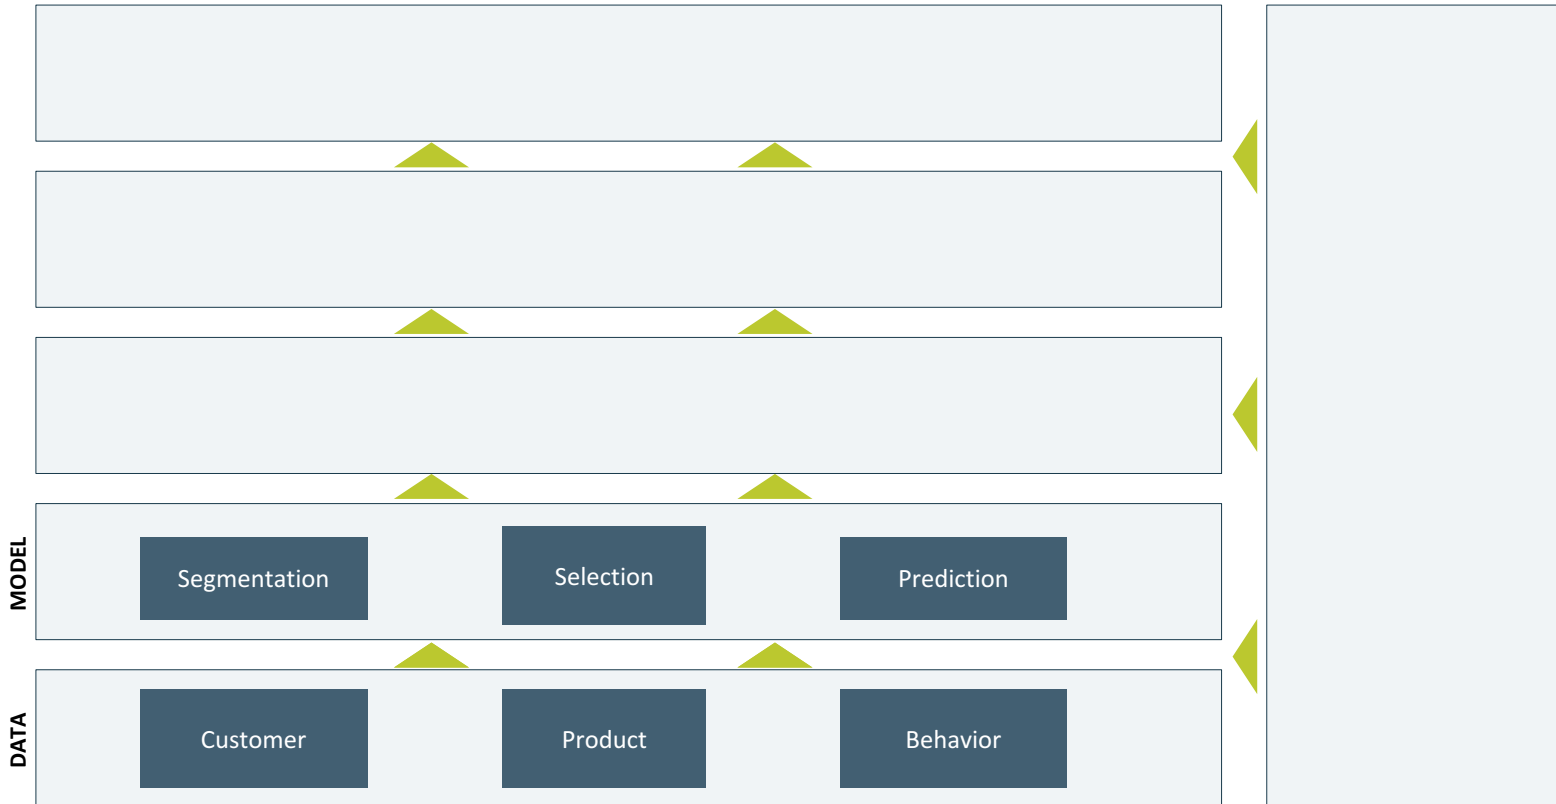 MODEL
Segmentation
Selection
Prediction
DATA
Customer
Product
Behavior